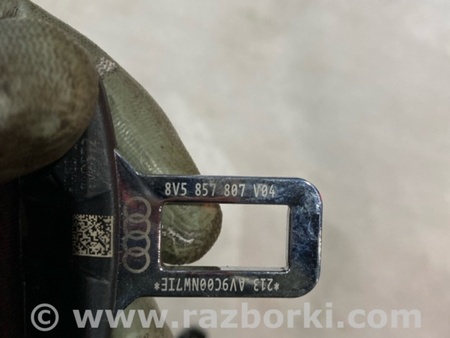 8V5 857 807 V04
*213 AV9C00NW7IE*
© www.razborki.com/